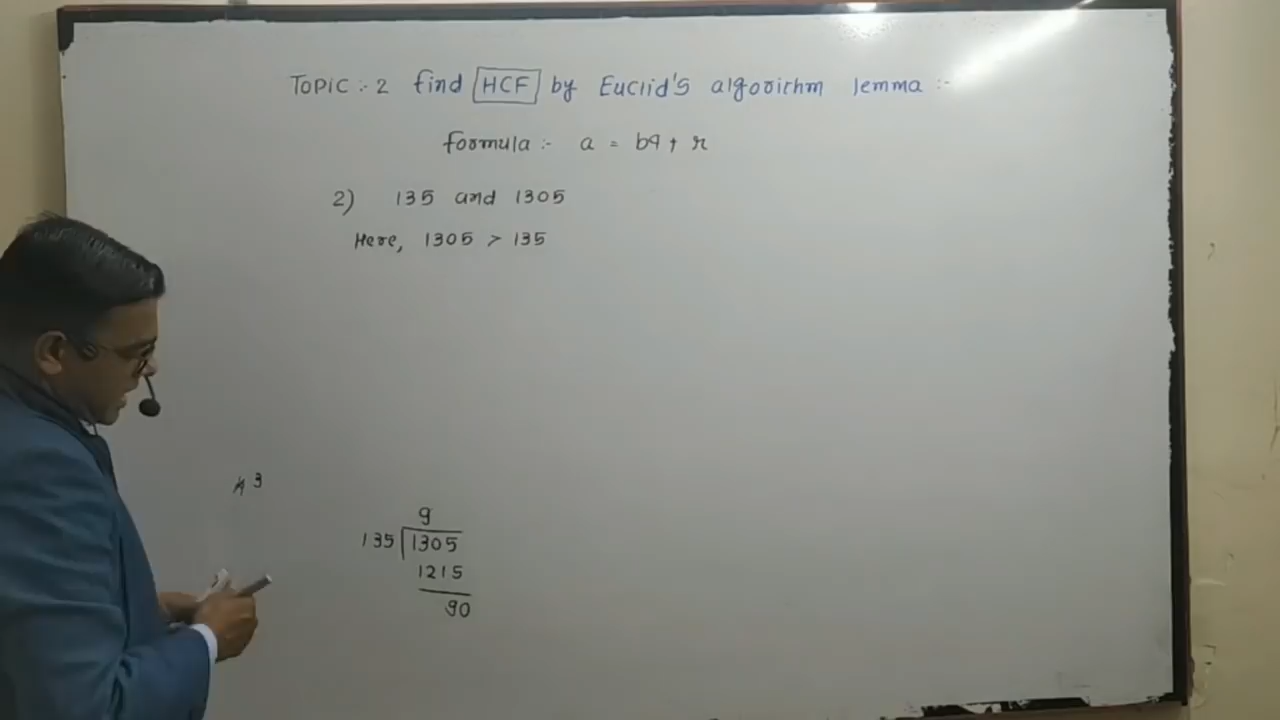 TOPIC :- 2 find HCF by Euclid's algorithm lemma :-
formula :- a = bq + r
2) 135 and 1305
Here, 1305 > 135
9
135 1305
1215
90